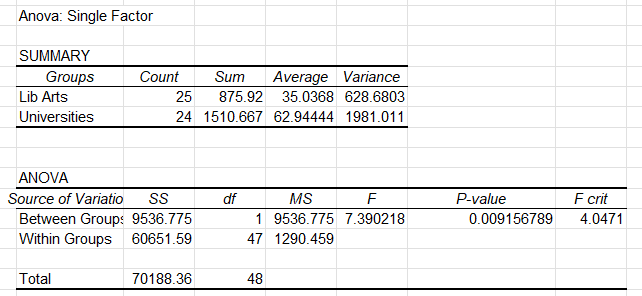 Anova: Single Factor
SUMMARY
Groups Count Sum Average Variance
Lib Arts 25 875.92 35.0368 628.6803
Universities 24 1510.667 62.94444 1981.011
ANOVA
Source of Variatio SS df MS F P-value F crit
Between Groups 9536.775 1 9536.775 7.390218 0.009156789 4.0471
Within Groups 60651.59 47 1290.459
Total 70188.36 48